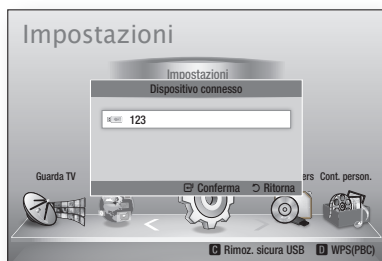 Impostazioni
Impostazioni
Dispositivo connesso
123
Guarda TV
ers Cont. person.
Conferma Ritorna
C Rimoz. sicura USB D WPS(PBC)